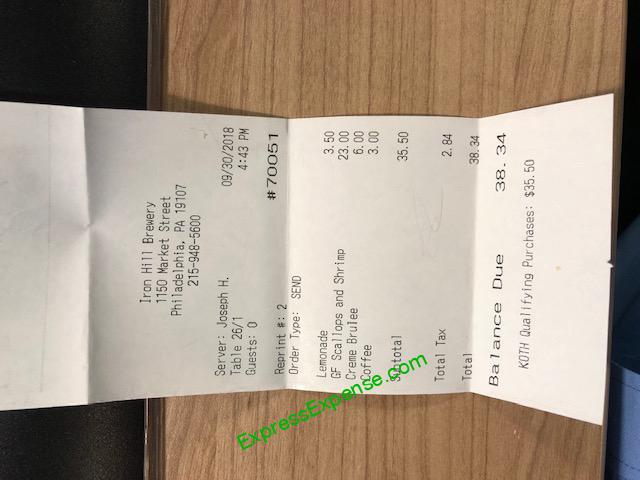 Iron Hill Brewery
1150 Market Street
Philadelphia, PA 19107
215-948-5600
Server: Joseph H. 09/30/2018
Table 26/1 4:43 PM
Guests: 0
#70051
Reprint #: 2
Order Type: SEND
Lemonade 3.50
GF Scallops and Shrimp 23.00
Creme Brulee 6.00
Coffee 3.00
Subtotal 35.50
Total Tax 2.84
Total 38.34
Balance Due 38.34
KOTH Qualifying Purchases: $35.50
ExpressExpense.com